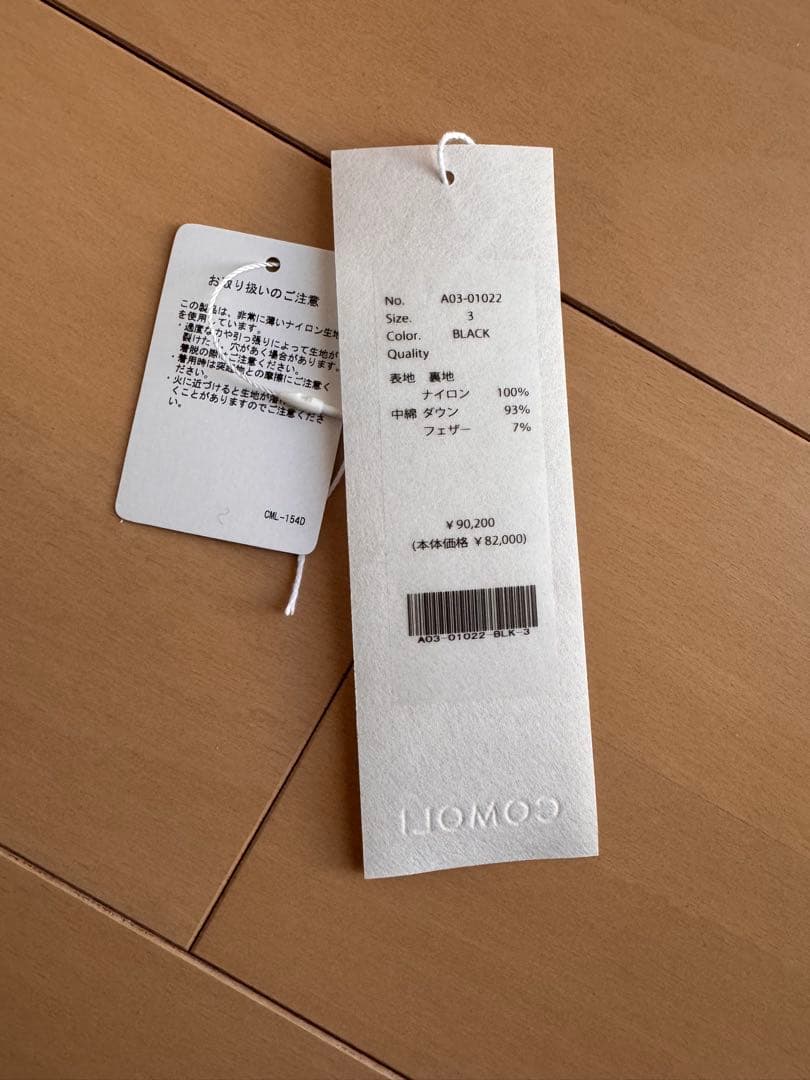 お取り扱いのご注意
この製品は、非常に薄いナイロン生地
を使用しています。
・過度な力や引っ張りによって生地が
裂けたり、穴があく場合があります。
着脱の際はご注意ください。
・着用時は突起物との摩擦にご注意く
ださい。
・火に近づけると生地が
くことがありますのでご注意くださ
い。
CML-154D
No. A03-01022
Size. 3
Color. BLACK
Quality
表地 裏地
ナイロン 100%
中綿 ダウン 93%
フェザー 7%
￥90,200
(本体価格 ￥82,000)
A03-01022-BLK-3
COMOLI